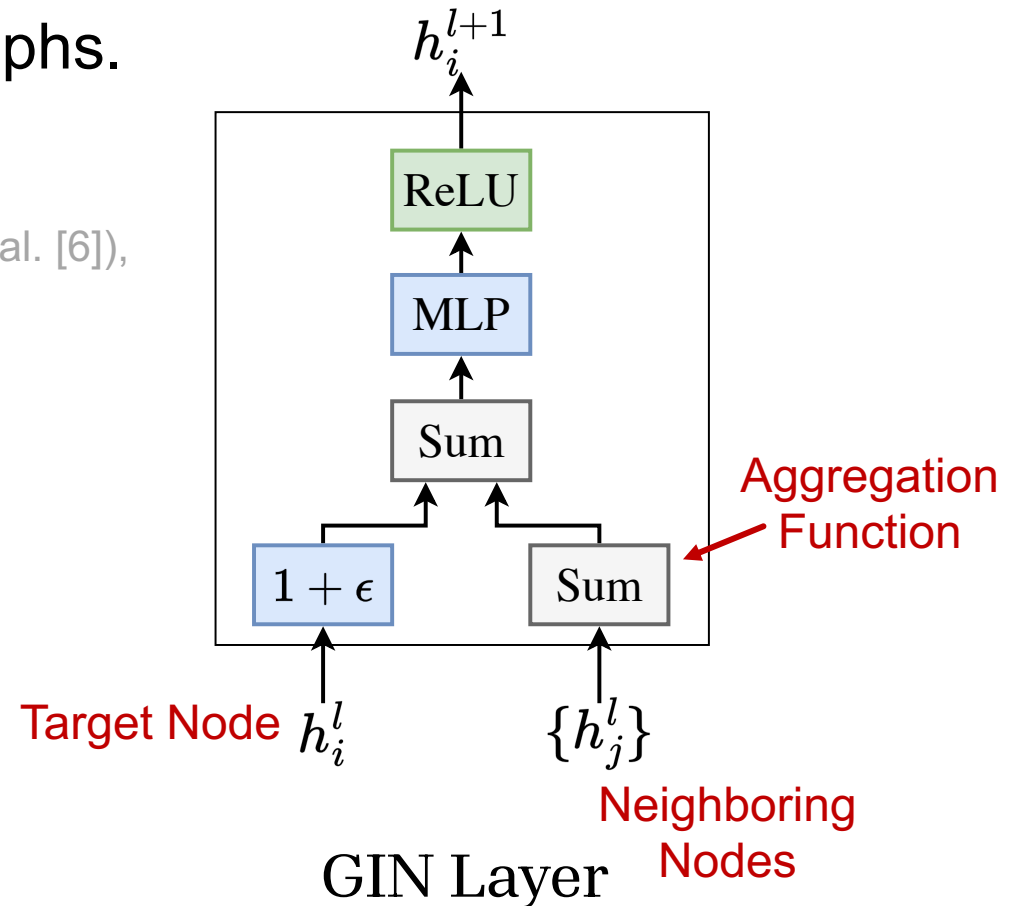 phs.
al. [6]),
$h_i^{l+1}$
ReLU
MLP
Sum
Aggregation
Function
$1 + \epsilon$
Sum
Target Node $h_i^l$
$\{h_j^l\}$
Neighboring
Nodes
GIN Layer